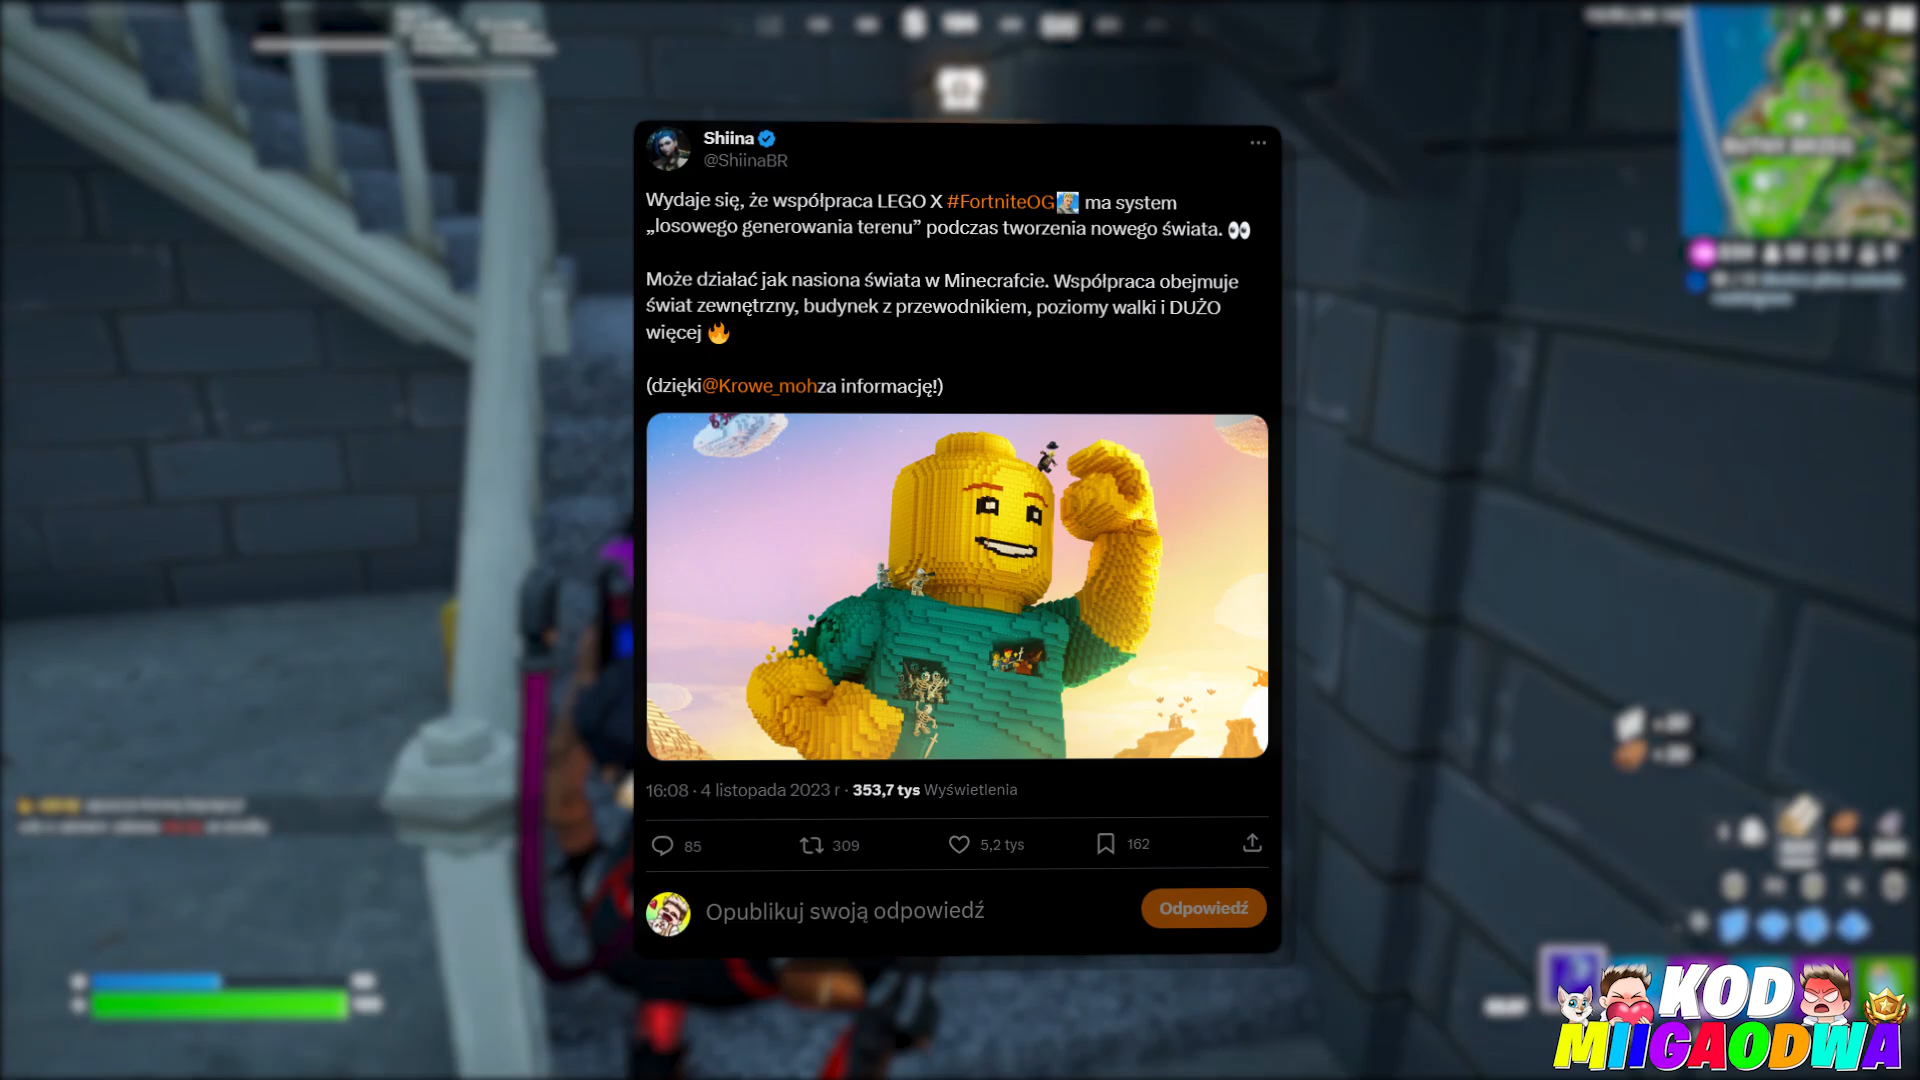 Shiina
@ShiinaBR
Wydaje się, że współpraca LEGO X #FortniteOG ma system
„losowego generowania terenu” podczas tworzenia nowego świata. 👀
Może działać jak nasiona świata w Minecrafcie. Współpraca obejmuje
świat zewnętrzny, budynek z przewodnikiem, poziomy walki i DUŻO
więcej 🔥
(dzięki@Krowe_mohza informację!)
16:08 · 4 listopada 2023 r · 353,7 tys Wyświetlenia
85 309 5,2 tys 162
Opublikuj swoją odpowiedź
Odpowiedź
KOD
MIIGAODWA